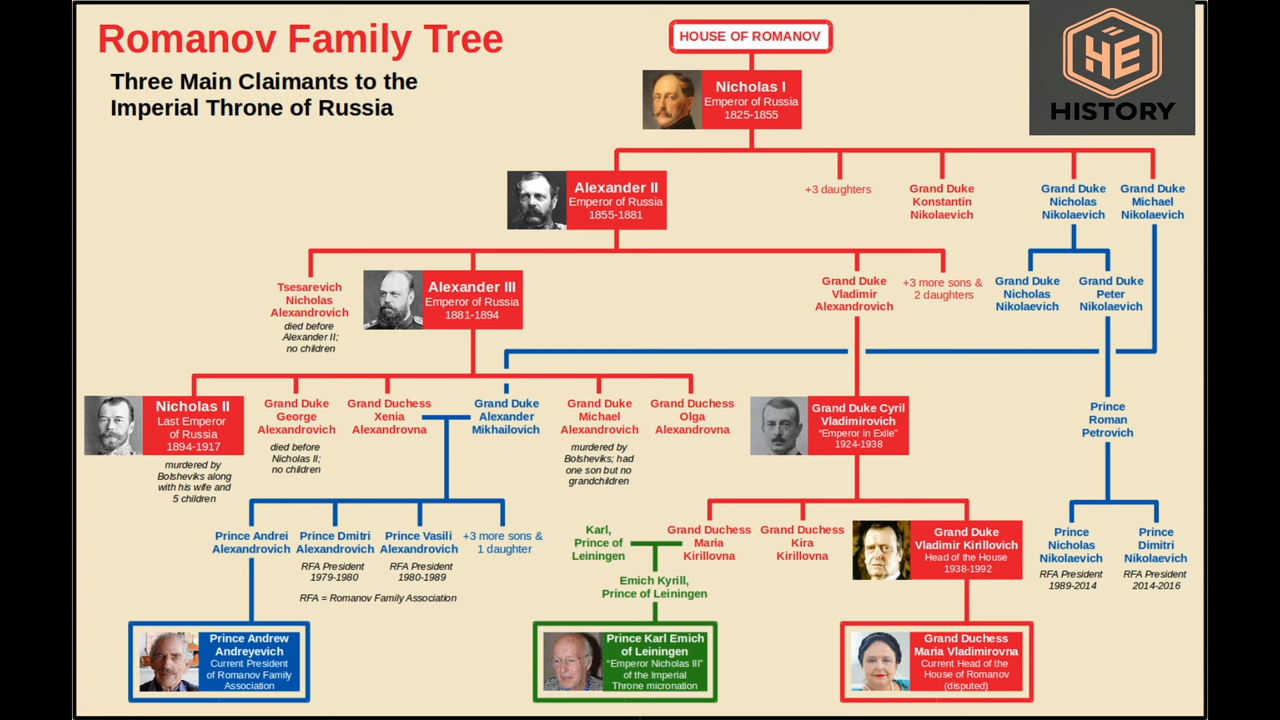 Romanov Family Tree
Three Main Claimants to the
Imperial Throne of Russia
HOUSE OF ROMANOV
HE
HISTORY
Nicholas I
Emperor of Russia
1825-1855
Alexander II
Emperor of Russia
1855-1881
+3 daughters
Grand Duke
Konstantin
Nikolaevich
Grand Duke
Nicholas
Nikolaevich
Grand Duke
Michael
Nikolaevich
Tsesarevich
Nicholas
Alexandrovich
died before
Alexander II;
no children
Alexander III
Emperor of Russia
1881-1894
Grand Duke
Vladimir
Alexandrovich
+3 more sons &
2 daughters
Grand Duke
Nicholas
Nikolaevich
Grand Duke
Peter
Nikolaevich
Nicholas II
Last Emperor
of Russia
1894-1917
murdered by
Bolsheviks along
with his wife and
5 children
Grand Duke
George
Alexandrovich
died before
Nicholas II;
no children
Grand Duchess
Xenia
Alexandrovna
Grand Duke
Alexander
Mikhailovich
Grand Duke
Michael
Alexandrovich
murdered by
Bolsheviks; had
one son but no
grandchildren
Grand Duchess
Olga
Alexandrovna
Grand Duke Cyril
Vladimirovich
“Emperor in Exile”
1924-1938
Prince
Roman
Petrovich
Prince Andrei
Alexandrovich
Prince Dmitri
Alexandrovich
RFA President
1979-1980
Prince Vasili
Alexandrovich
RFA President
1980-1989
+3 more sons &
1 daughter
RFA = Romanov Family Association
Karl,
Prince of
Leiningen
Grand Duchess
Maria
Kirillovna
Grand Duchess
Kira
Kirillovna
Grand Duke
Vladimir Kirillovich
Head of the House
1938-1992
Prince
Nicholas
Nikolaevich
RFA President
1989-2014
Prince
Dimitri
Nikolaevich
RFA President
2014-2016
Emich Kyrill,
Prince of Leiningen
Prince Andrew
Andreyevich
Current President
of Romanov Family
Association
Prince Karl Emich
of Leiningen
“Emperor Nicholas III”
of the Imperial
Throne micronation
Grand Duchess
Maria Vladimirovna
Current Head of the
House of Romanov
(disputed)